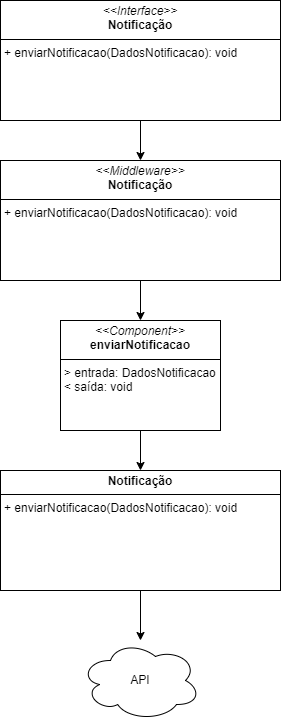 <<Interface>>
Notificação
+ enviarNotificacao(DadosNotificacao): void
<<Middleware>>
Notificação
+ enviarNotificacao(DadosNotificacao): void
<<Component>>
enviarNotificacao
> entrada: DadosNotificacao
< saída: void
Notificação
+ enviarNotificacao(DadosNotificacao): void
API